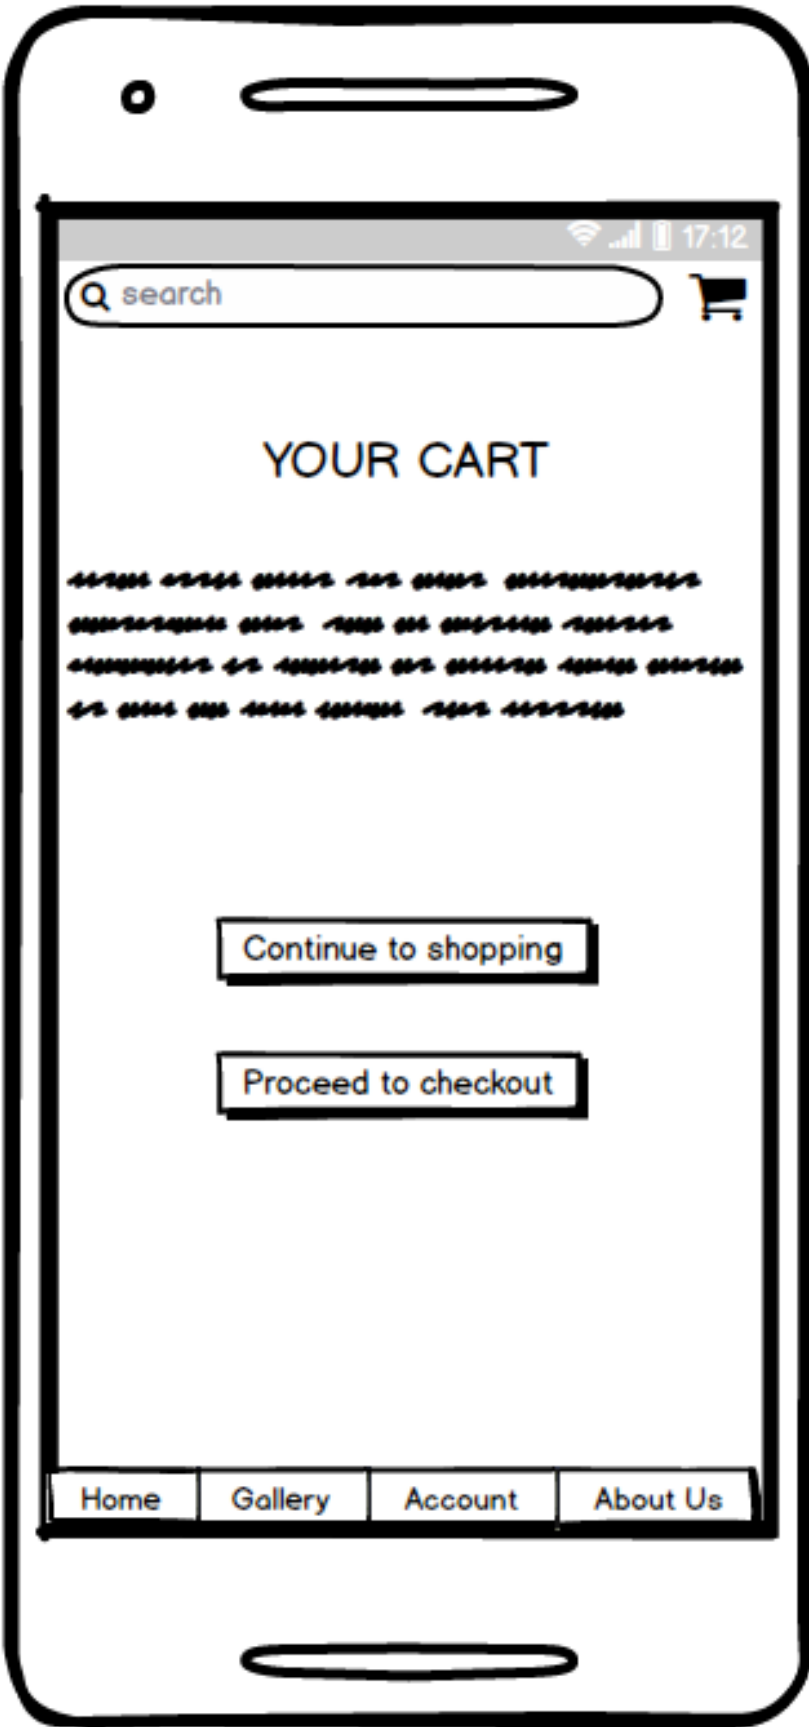 17:12
search
YOUR CART
Continue to shopping
Proceed to checkout
Home Gallery Account About Us